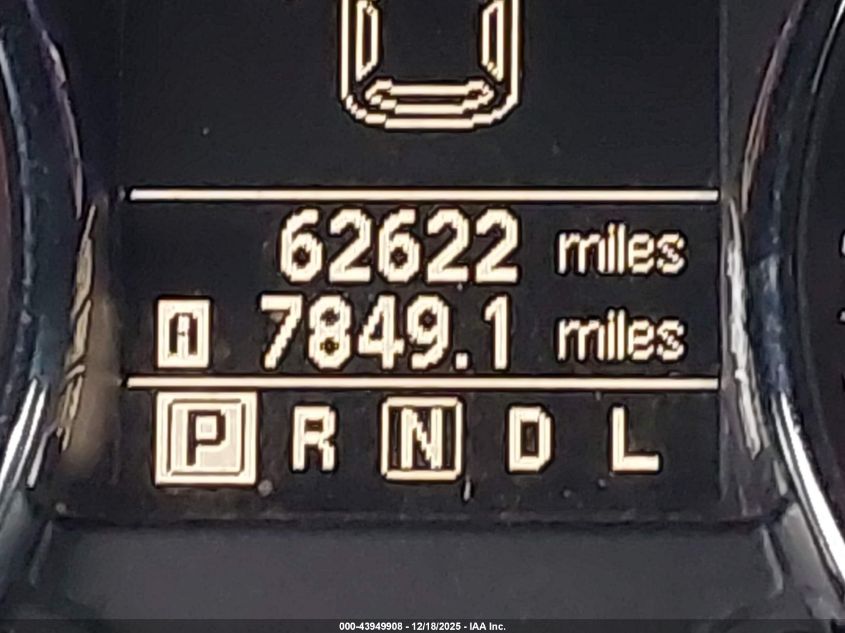 62622 miles
A 7849.1 miles
P R N D L
000-43949908 - 12/18/2025 - IAA Inc.